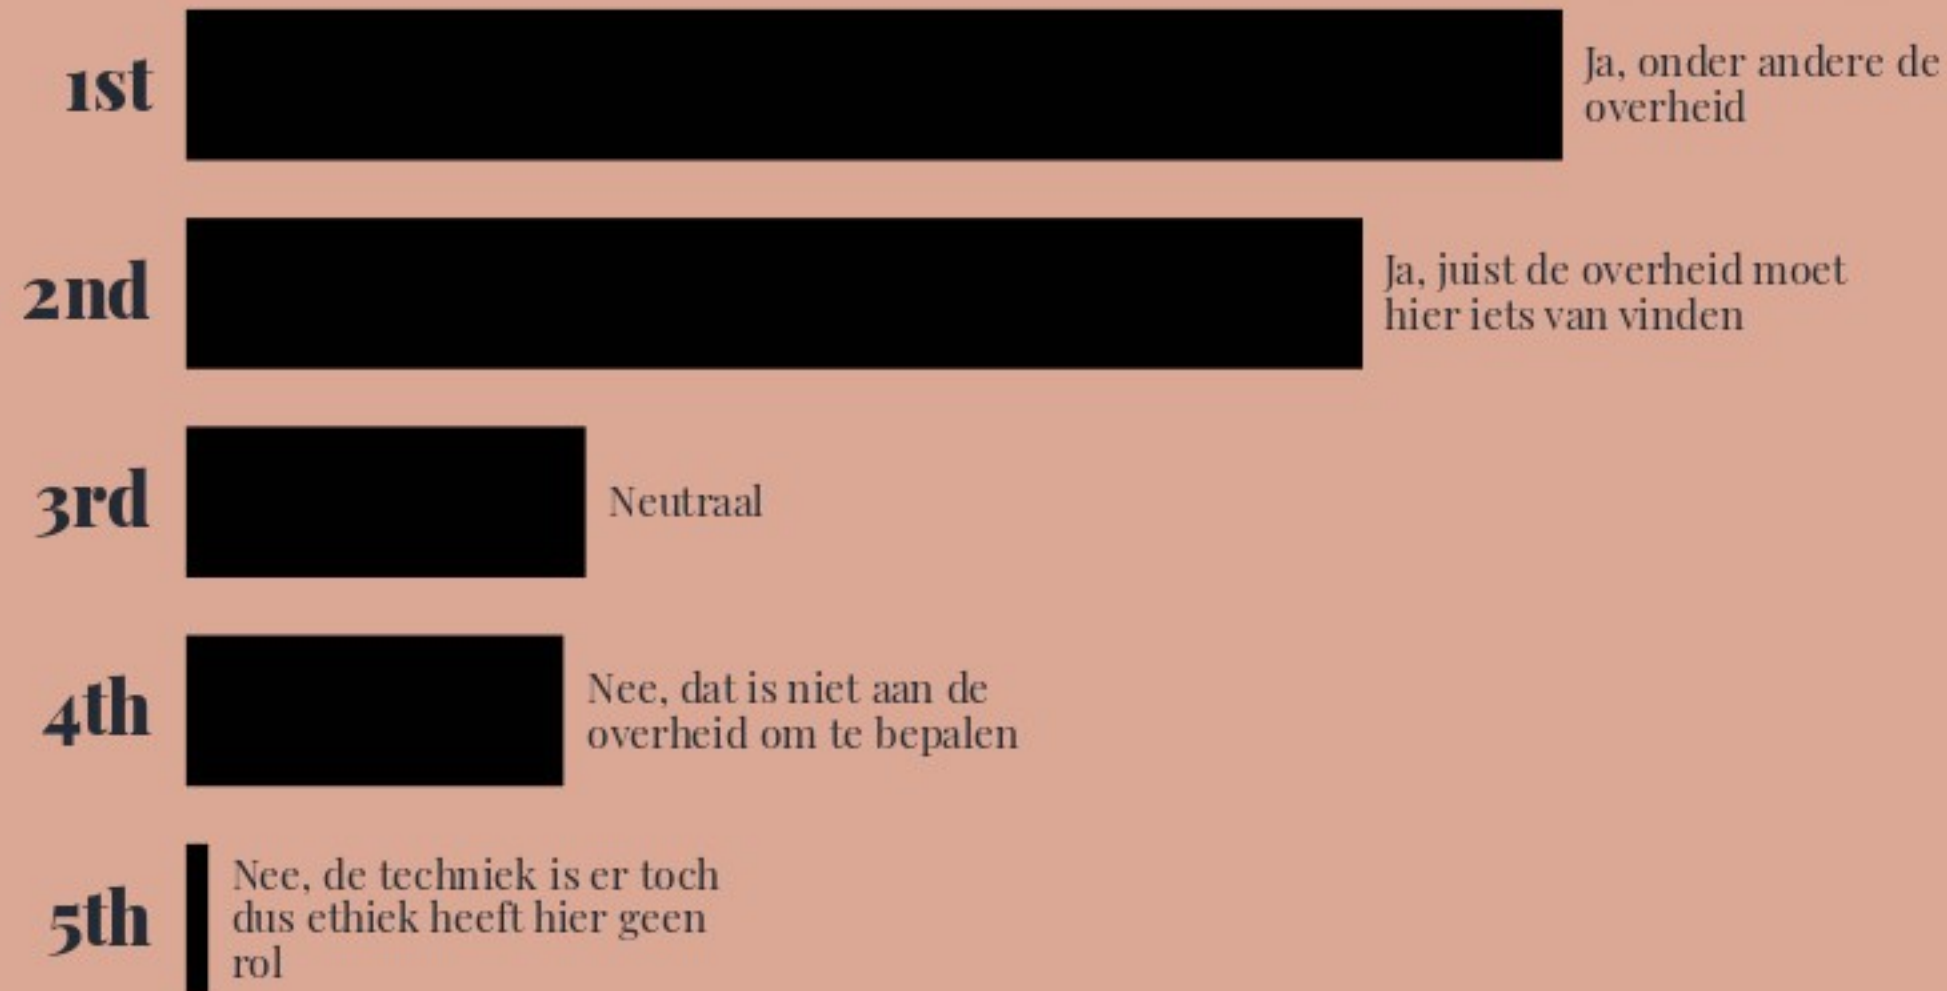 1st
Ja, onder andere de
overheid
2nd
Ja, juist de overheid moet
hier iets van vinden
3rd
Neutraal
4th
Nee, dat is niet aan de
overheid om te bepalen
5th
Nee, de techniek is er toch
dus ethiek heeft hier geen
rol